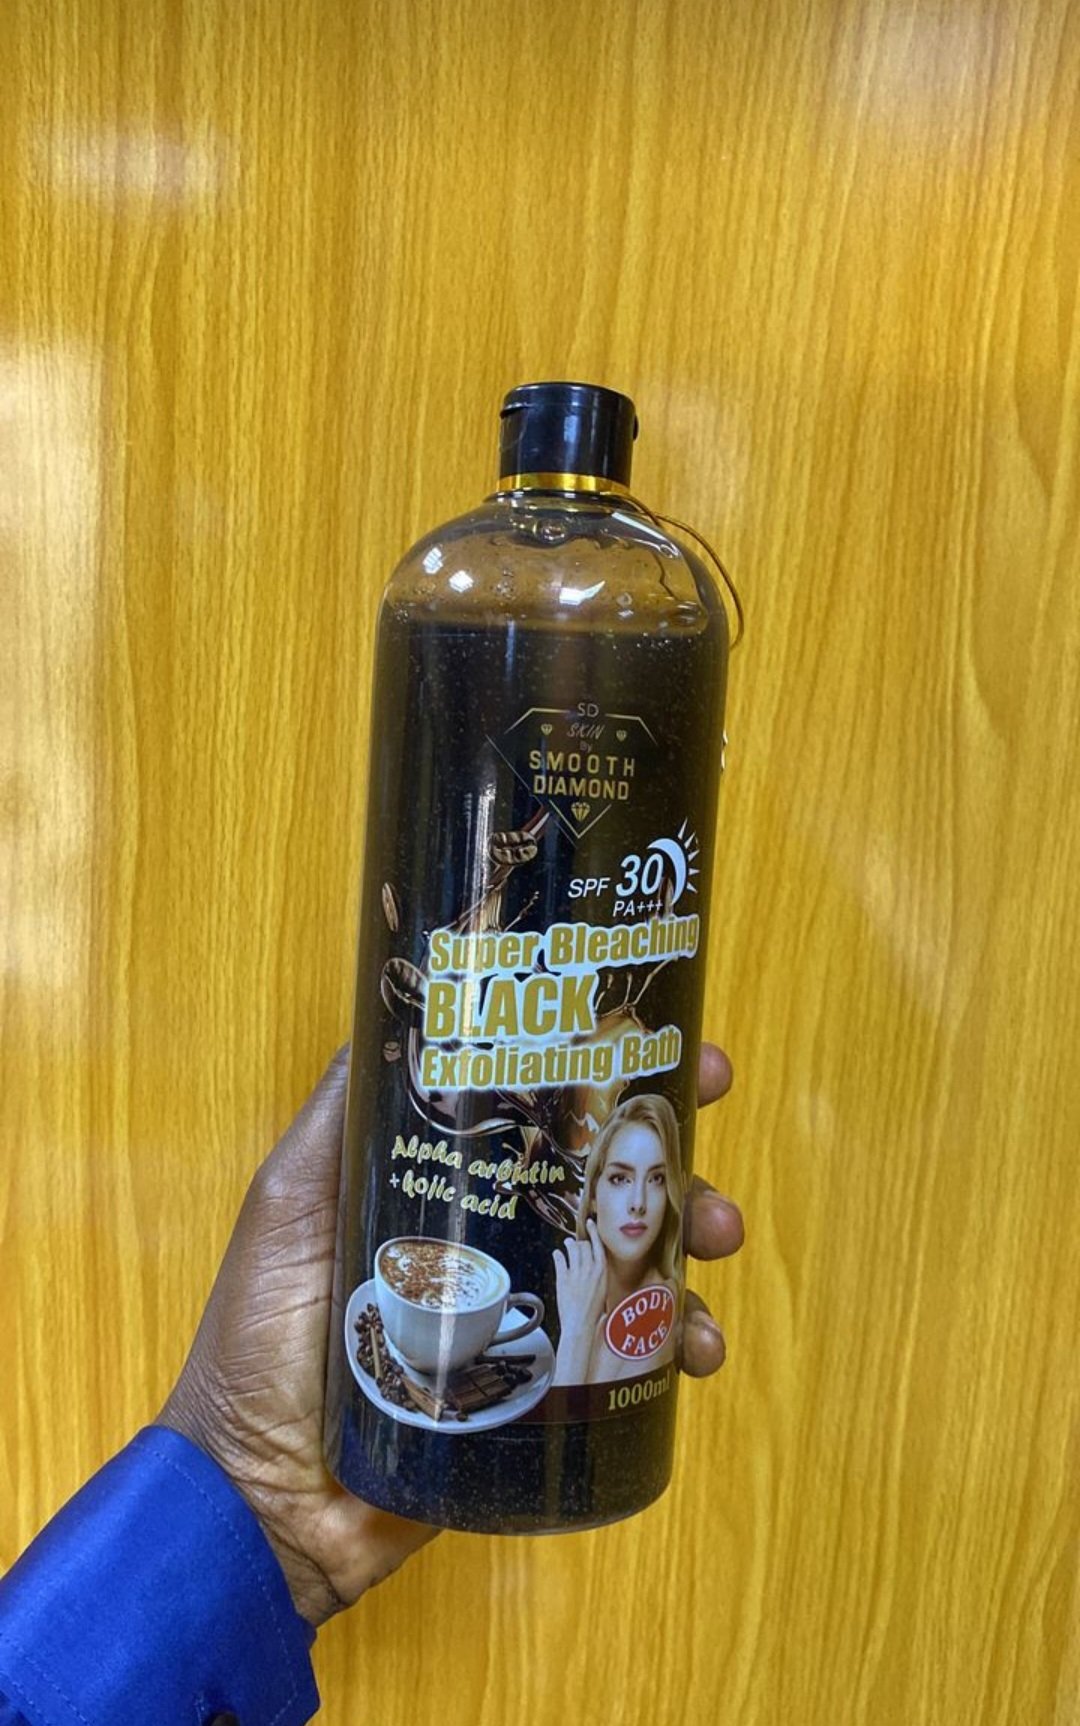 SD
SKIN
By
SMOOTH
DIAMOND
SPF 30
PA+++
Super Bleaching
BLACK
Exfoliating Bath
Alpha arbutin
+ kojic acid
BODY
FACE
1000ml